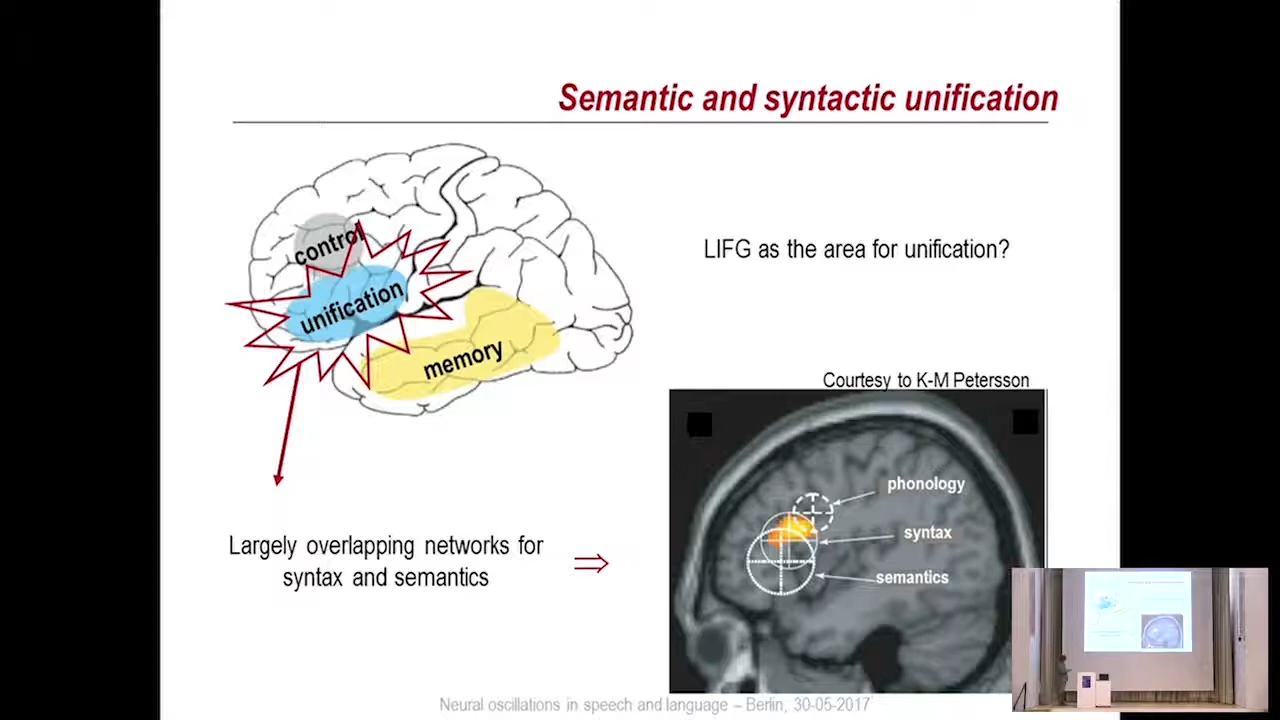 Semantic and syntactic unification
control
unification
memory
LIFG as the area for unification?
Courtesy to K-M Petersson
phonology
syntax
semantics
Largely overlapping networks for
syntax and semantics
⇒
Neural oscillations in speech and language – Berlin, 30-05-2017